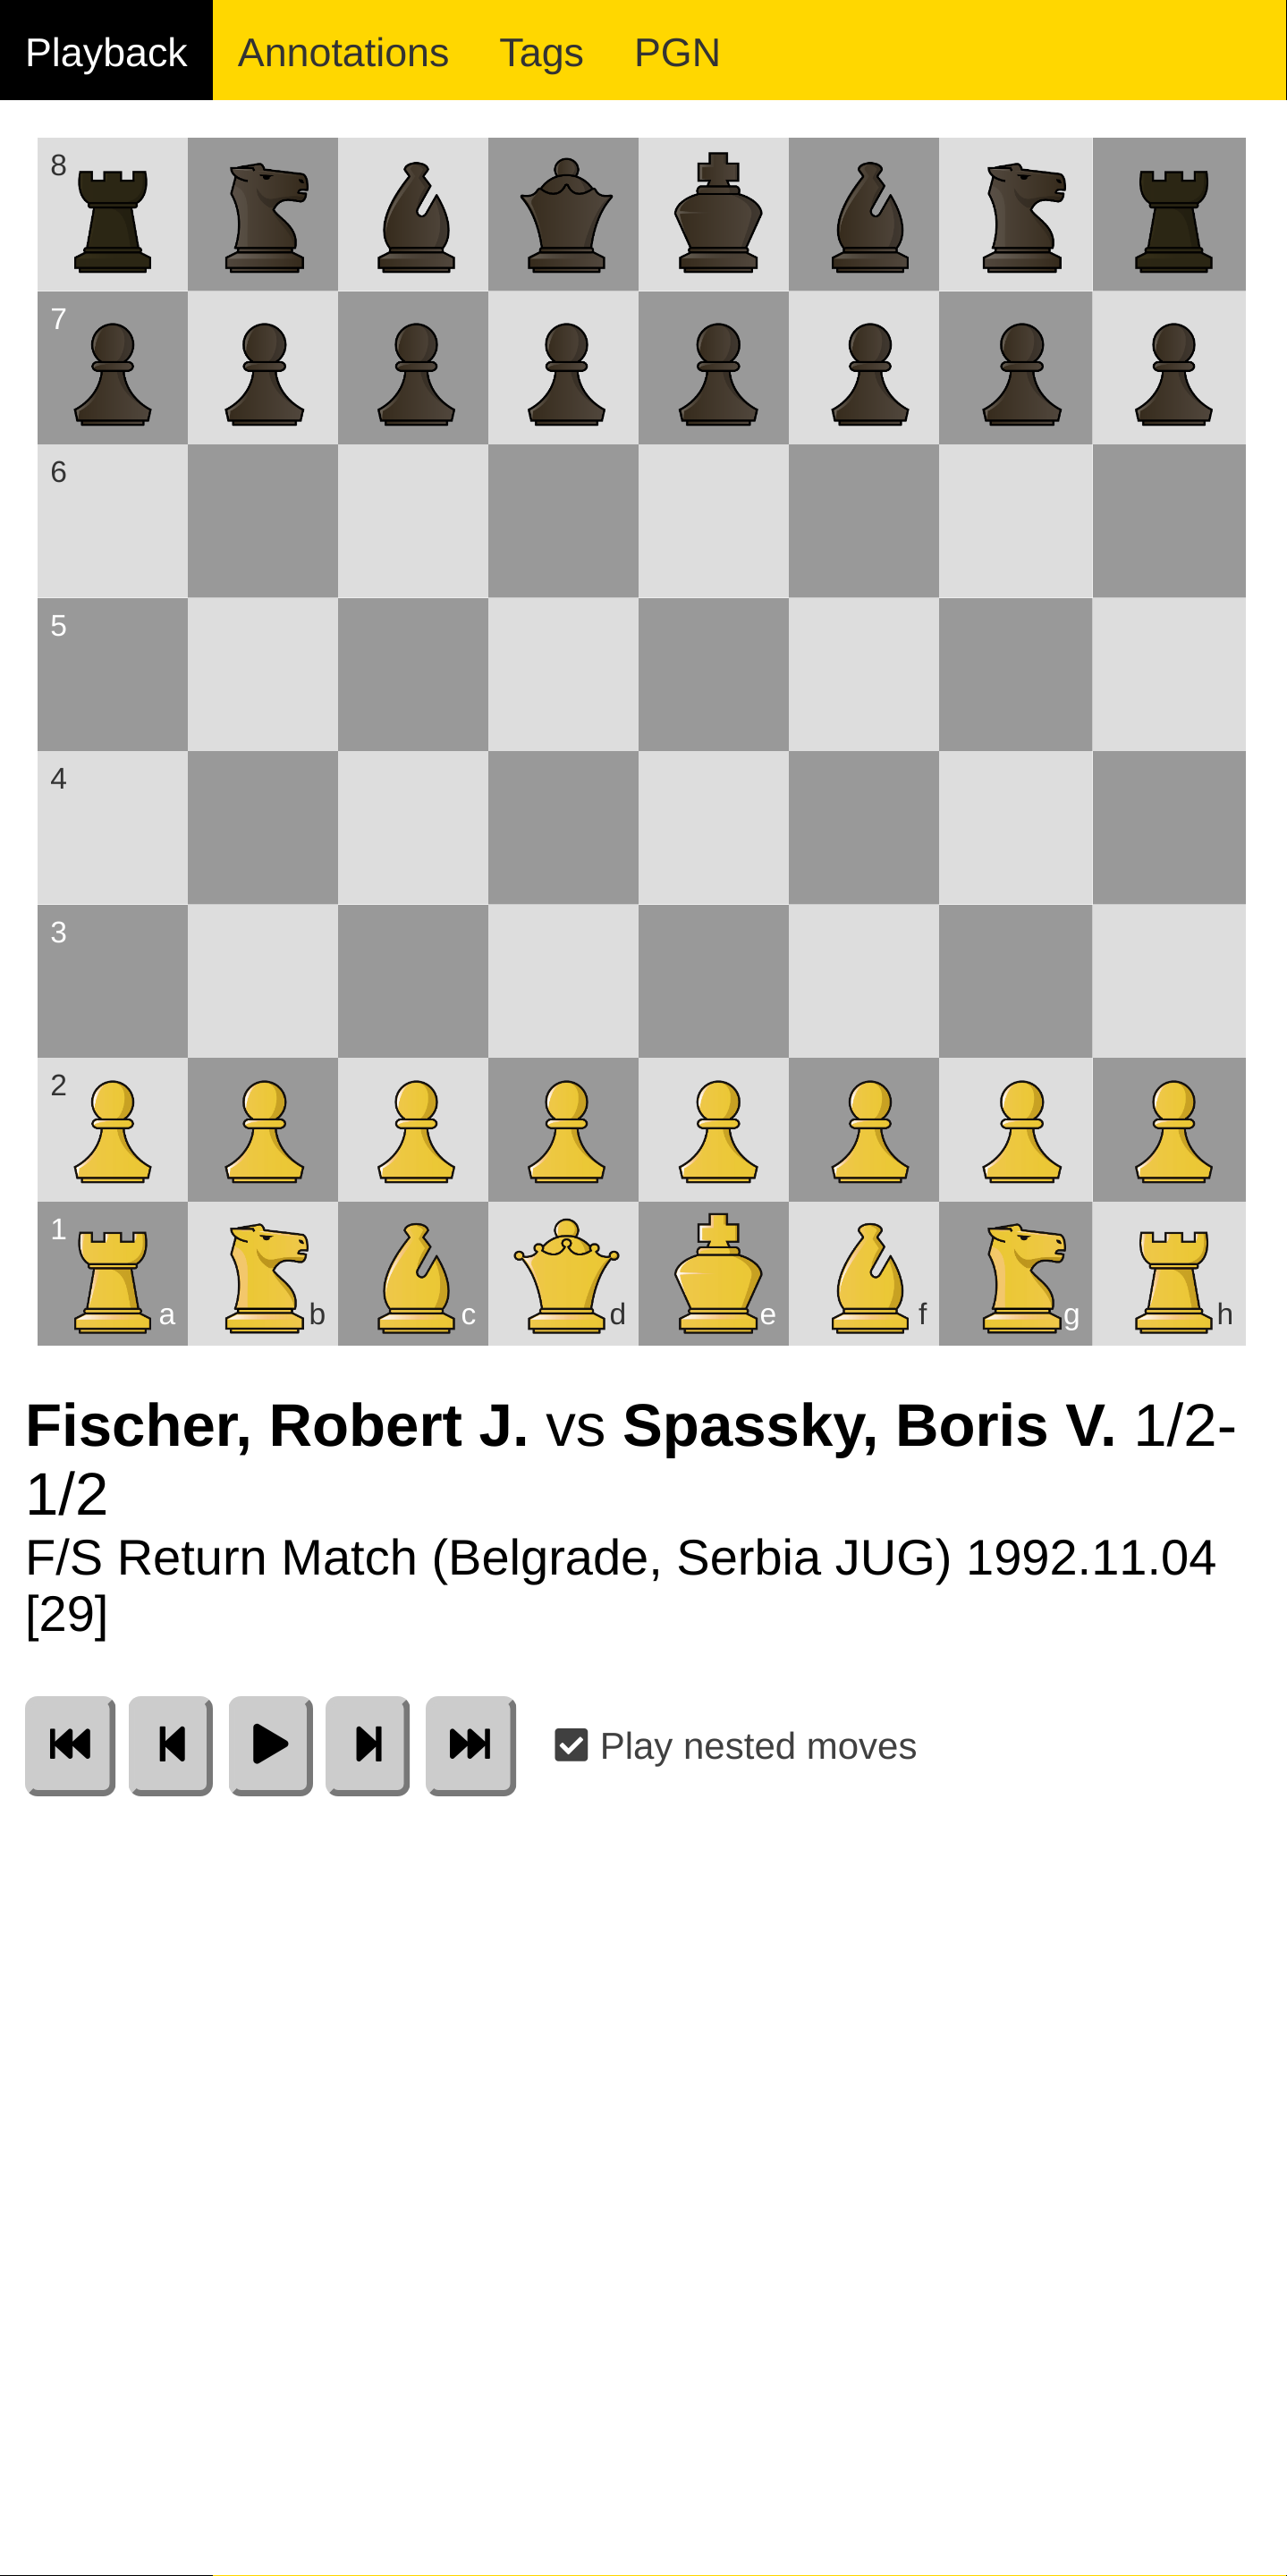 Playback Annotations Tags PGN
8
7
6
5
4
3
2
1
a b c d e f g h
Fischer, Robert J. vs Spassky, Boris V. 1/2-
1/2
F/S Return Match (Belgrade, Serbia JUG) 1992.11.04
[29]
Play nested moves